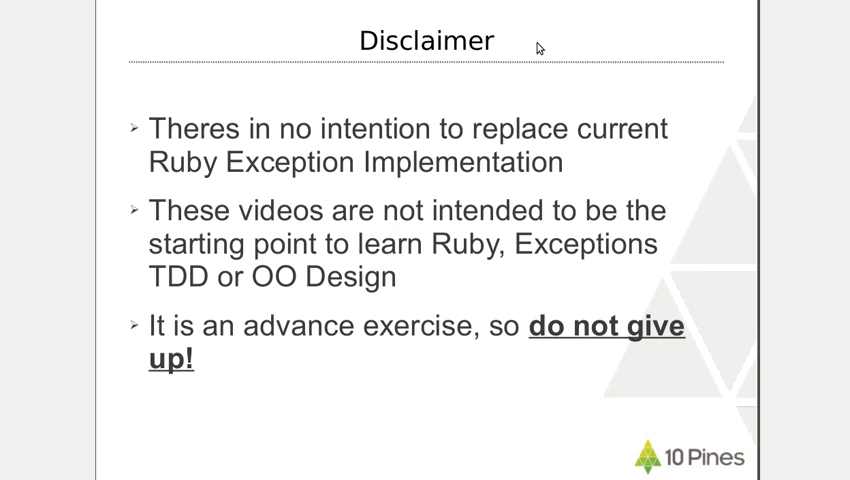 Disclaimer
Theres in no intention to replace current
Ruby Exception Implementation
These videos are not intended to be the
starting point to learn Ruby, Exceptions
TDD or OO Design
It is an advance exercise, so do not give
up!
10 Pines